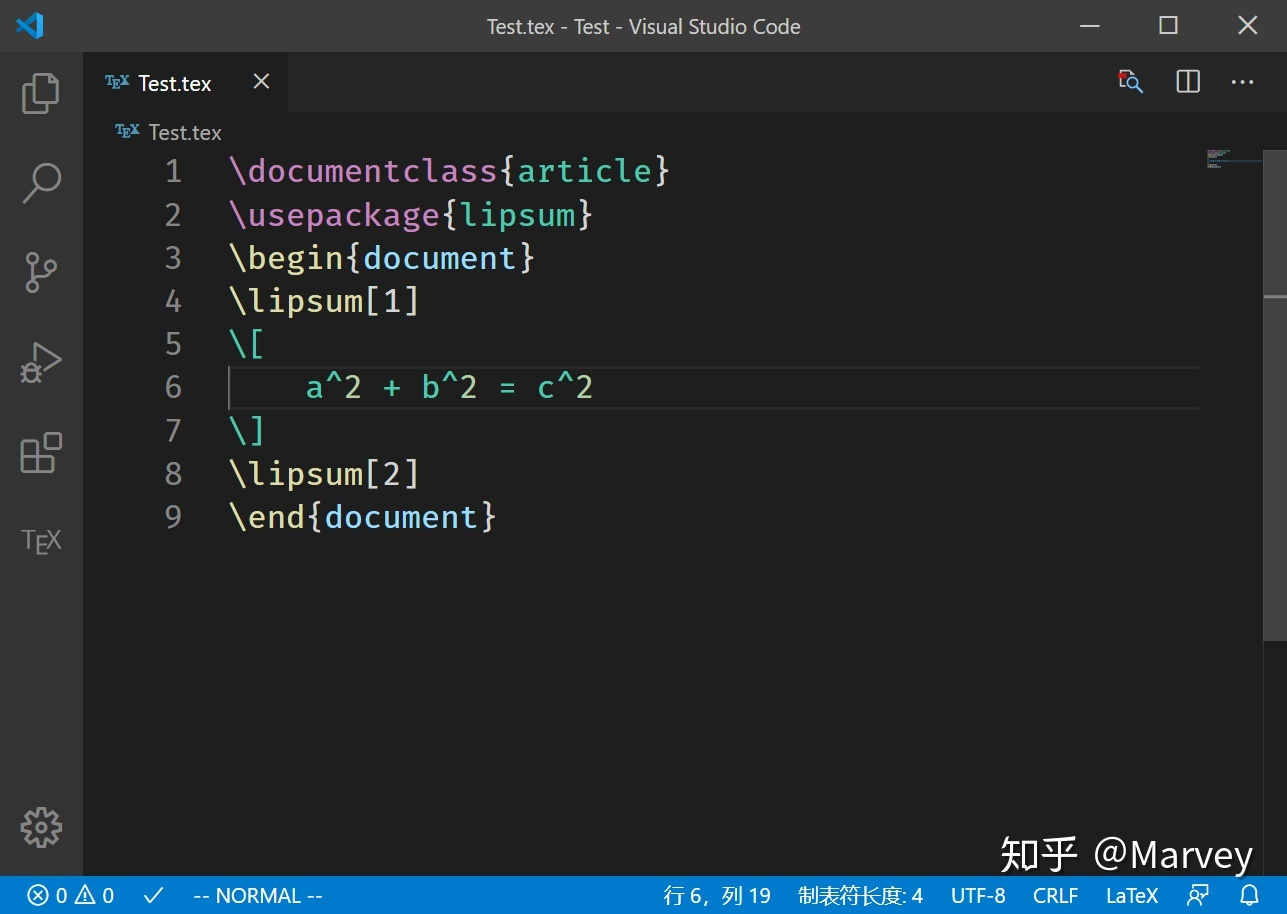 Test.tex - Test - Visual Studio Code
TEX Test.tex
TEX Test.tex
1 \documentclass{article}
2 \usepackage{lipsum}
3 \begin{document}
4 \lipsum[1]
5 \[
6     a^2 + b^2 = c^2
7 \]
8 \lipsum[2]
9 \end{document}
TEX
知乎 @Marvey
0 0 -- NORMAL -- 行 6，列 19 制表符长度: 4 UTF-8 CRLF LaTeX